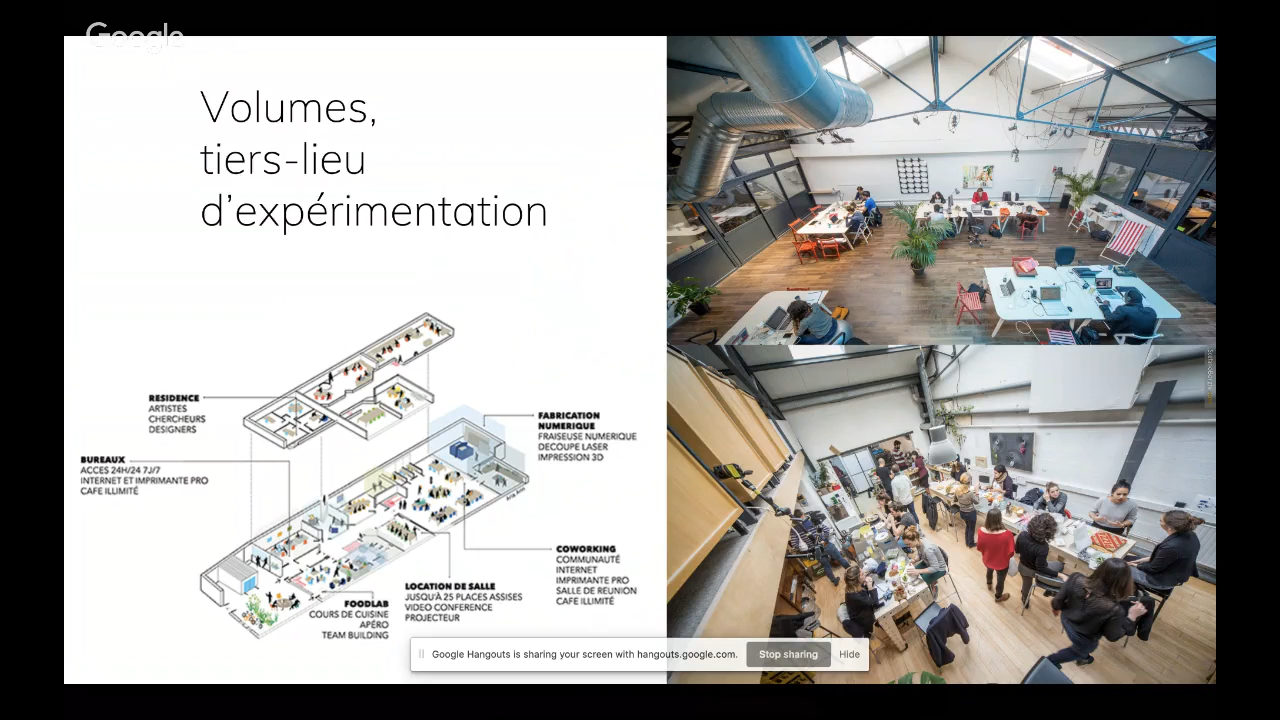 Google
Volumes,
tiers-lieu
d'expérimentation
RESIDENCE
ARTISTES
CHERCHEURS
DESIGNERS
BUREAUX
ACCES 24H/24 7J/7
INTERNET ET IMPRIMANTE PRO
CAFE ILLIMITÉ
FABRICATION
NUMERIQUE
FRAISEUSE NUMERIQUE
DECOUPE LASER
IMPRESSION 3D
COWORKING
COMMUNAUTÉ
INTERNET
IMPRIMANTE PRO
SALLE DE REUNION
CAFE ILLIMITÉ
LOCATION DE SALLE
JUSQU'À 25 PLACES ASSISES
VIDEO CONFERENCE
PROJECTEUR
FOODLAB
COURS DE CUISINE
APÉRO
TEAM BUILDING
Google Hangouts is sharing your screen with hangouts.google.com.
Stop sharing
Hide